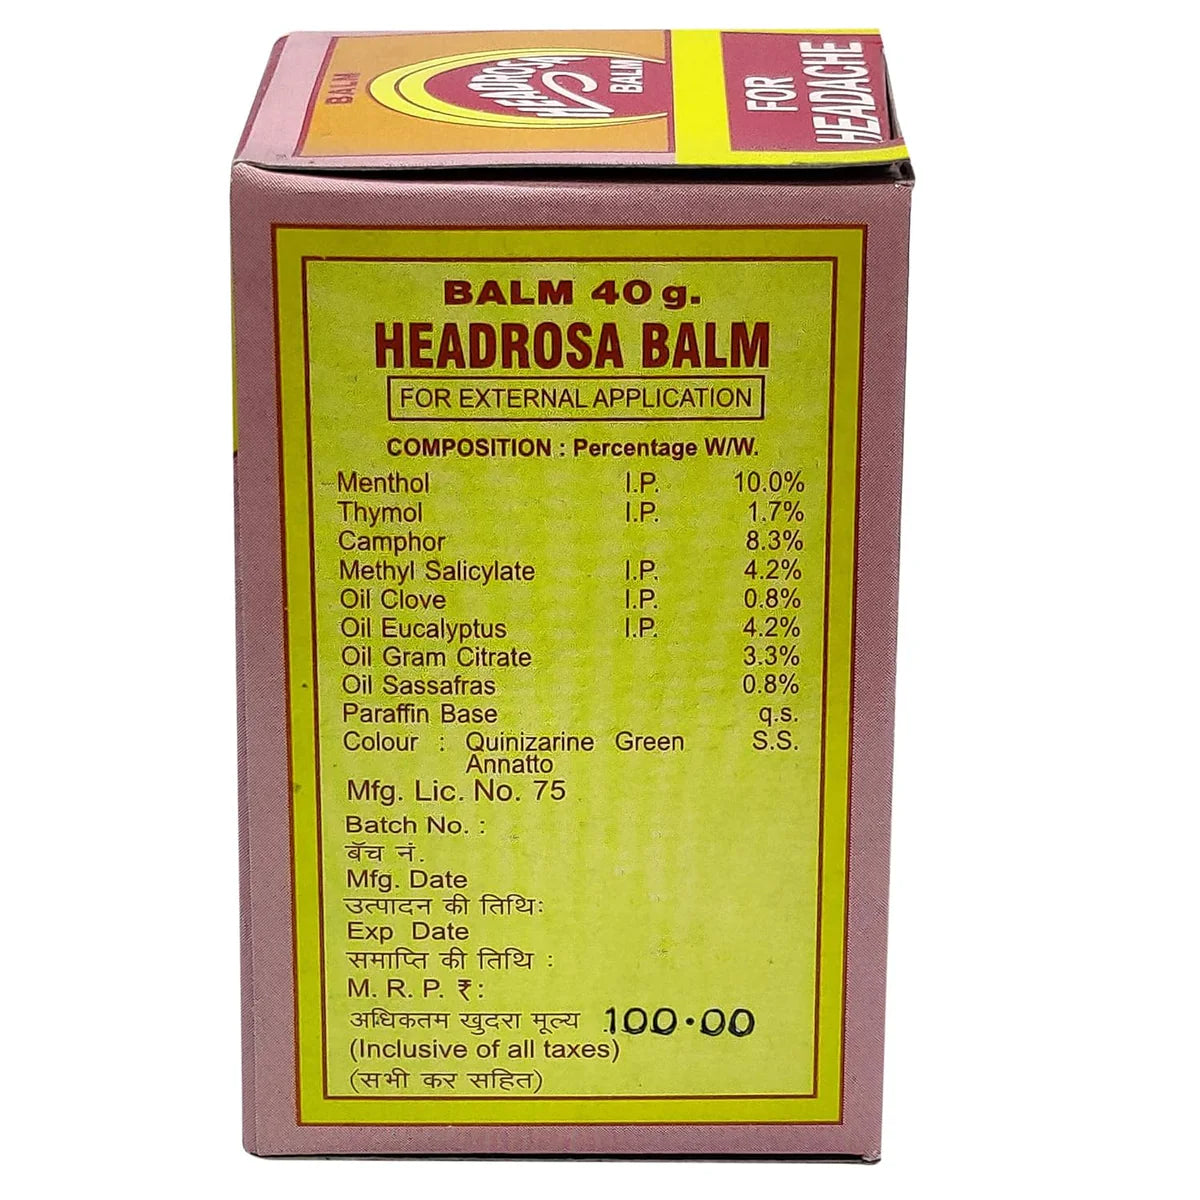 BALM
HEADROSA
BALM
FOR
HEADACHE
BALM 40 g.
HEADROSA BALM
FOR EXTERNAL APPLICATION
COMPOSITION : Percentage W/W.
Menthol I.P. 10.0%
Thymol I.P. 1.7%
Camphor 8.3%
Methyl Salicylate I.P. 4.2%
Oil Clove I.P. 0.8%
Oil Eucalyptus I.P. 4.2%
Oil Gram Citrate 3.3%
Oil Sassafras 0.8%
Paraffin Base q.s.
Colour : Quinizarine Green S.S.
Annatto
Mfg. Lic. No. 75
Batch No. :
बॅच नं.
Mfg. Date
उत्पादन की तिथिः
Exp Date
समाप्ति की तिथि :
M. R. P. ₹ :
अधिकतम खुदरा मूल्य 100.00
(Inclusive of all taxes)
(सभी कर सहित)